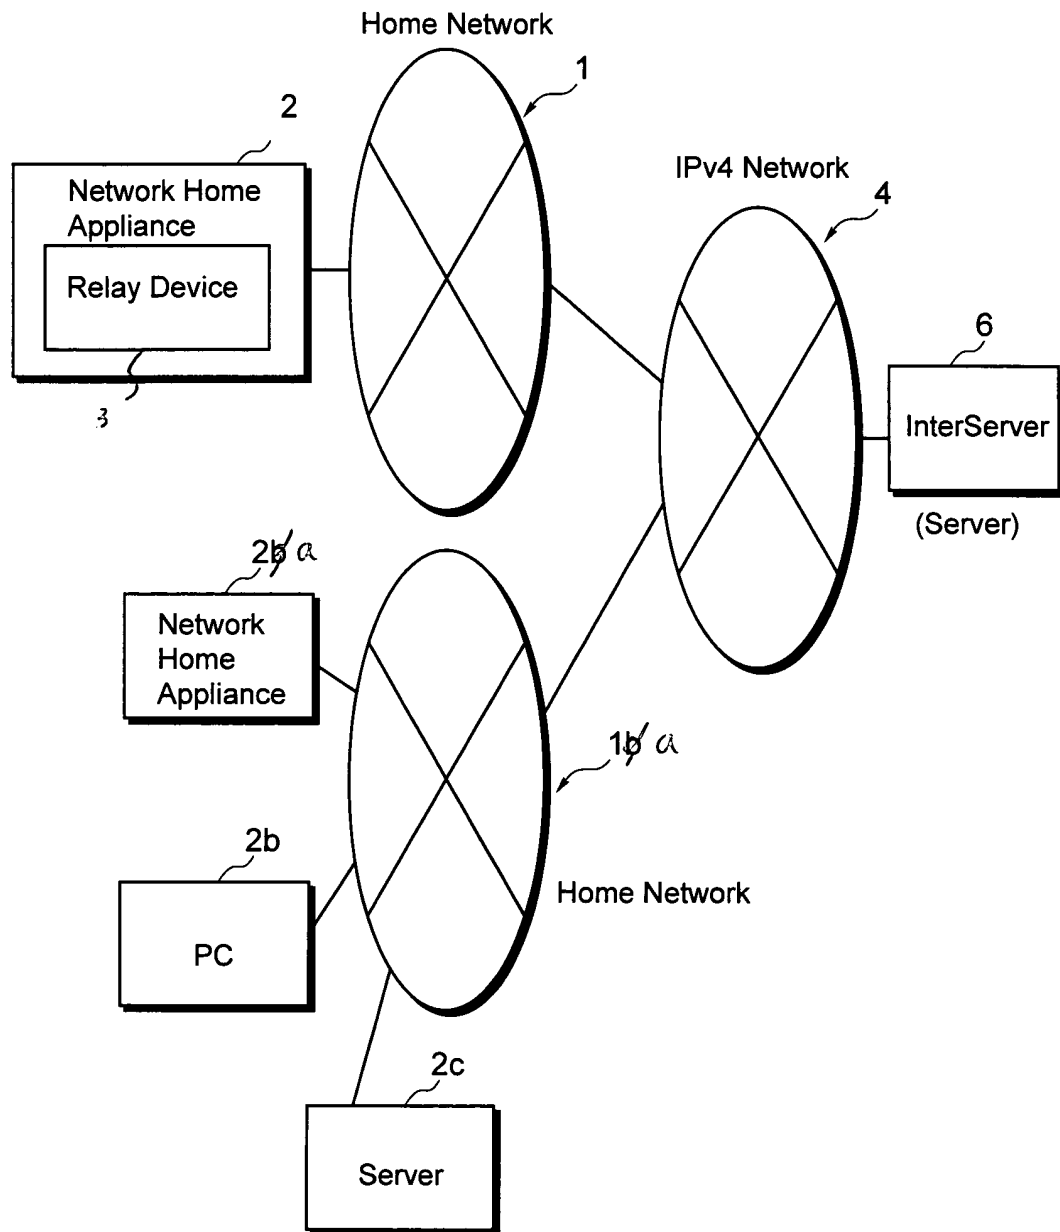 Home Network
1
2
Network Home
Appliance
Relay Device
3
IPv4 Network
4
6
InterServer
(Server)
2b a
Network
Home
Appliance
1b a
2b
PC
Home Network
2c
Server